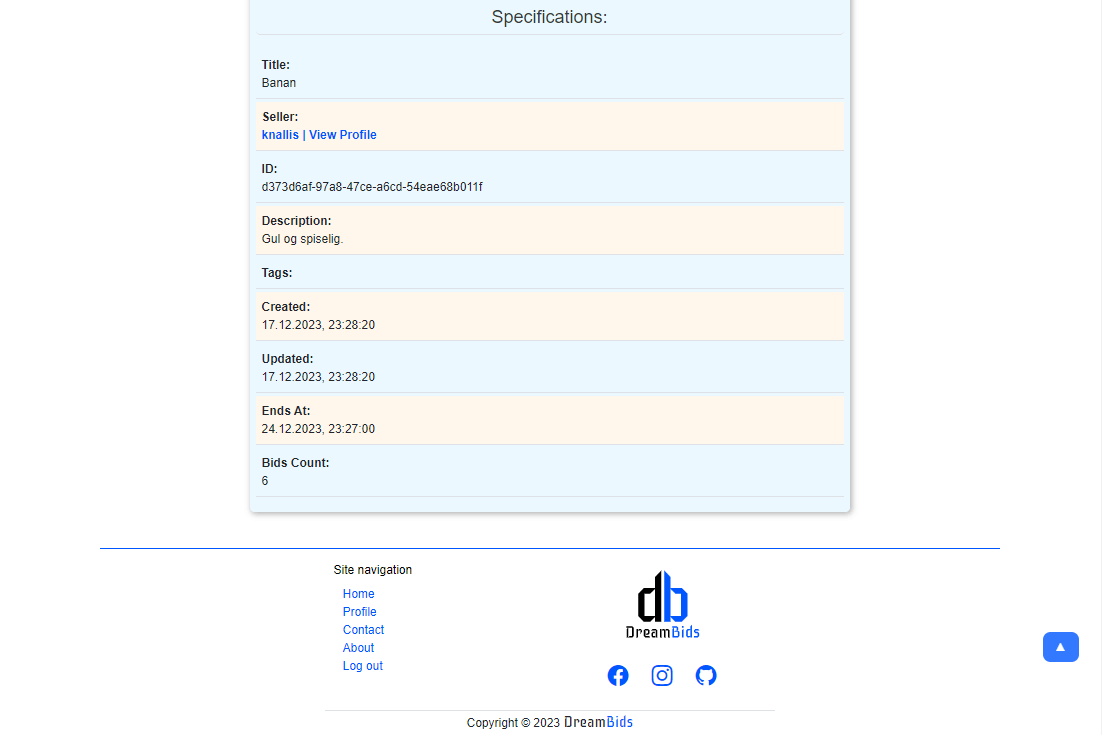 Specifications:
Title:
Banan
Seller:
knallis | View Profile
ID:
d373d6af-97a8-47ce-a6cd-54eae68b011f
Description:
Gul og spiselig.
Tags:
Created:
17.12.2023, 23:28:20
Updated:
17.12.2023, 23:28:20
Ends At:
24.12.2023, 23:27:00
Bids Count:
6
Site navigation
Home
Profile
Contact
About
Log out
db
DreamBids
Copyright © 2023 DreamBids